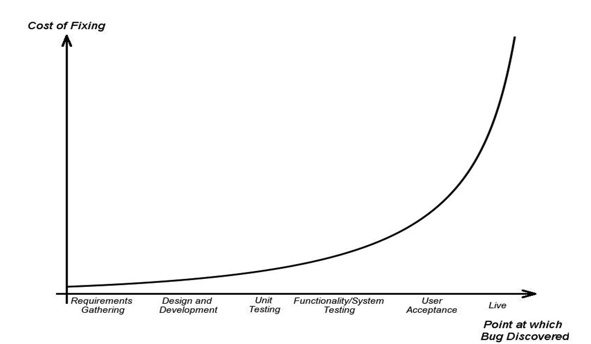 Cost of Fixing
Requirements
Gathering
Design and
Development
Unit
Testing
Functionality/System
Testing
User
Acceptance
Live
Point at which
Bug Discovered